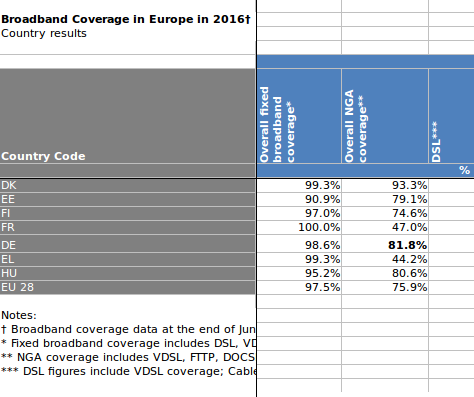 Broadband Coverage in Europe in 2016†
Country results
Overall fixed broadband coverage*
Overall NGA coverage**
DSL***
Country Code
%
DK 99.3% 93.3%
EE 90.9% 79.1%
FI 97.0% 74.6%
FR 100.0% 47.0%
DE 98.6% 81.8%
EL 99.3% 44.2%
HU 95.2% 80.6%
EU 28 97.5% 75.9%
Notes:
† Broadband coverage data at the end of Jun
* Fixed broadband coverage includes DSL, VD
** NGA coverage includes VDSL, FTTP, DOCS
*** DSL figures include VDSL coverage; Cable